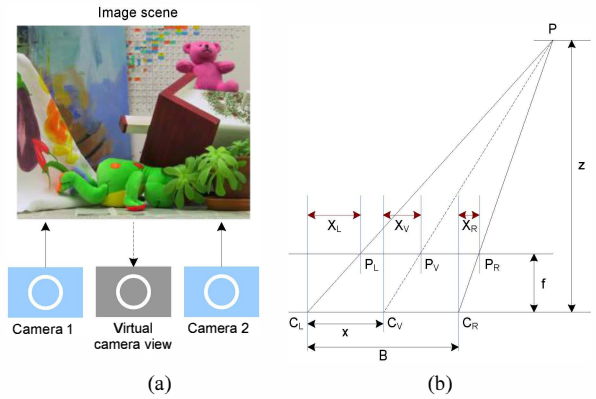 Image scene
Camera 1
Virtual
camera view
Camera 2
(a)
P
z
X_L
X_V
X_R
P_L
P_V
P_R
f
C_L
x
C_V
C_R
B
(b)